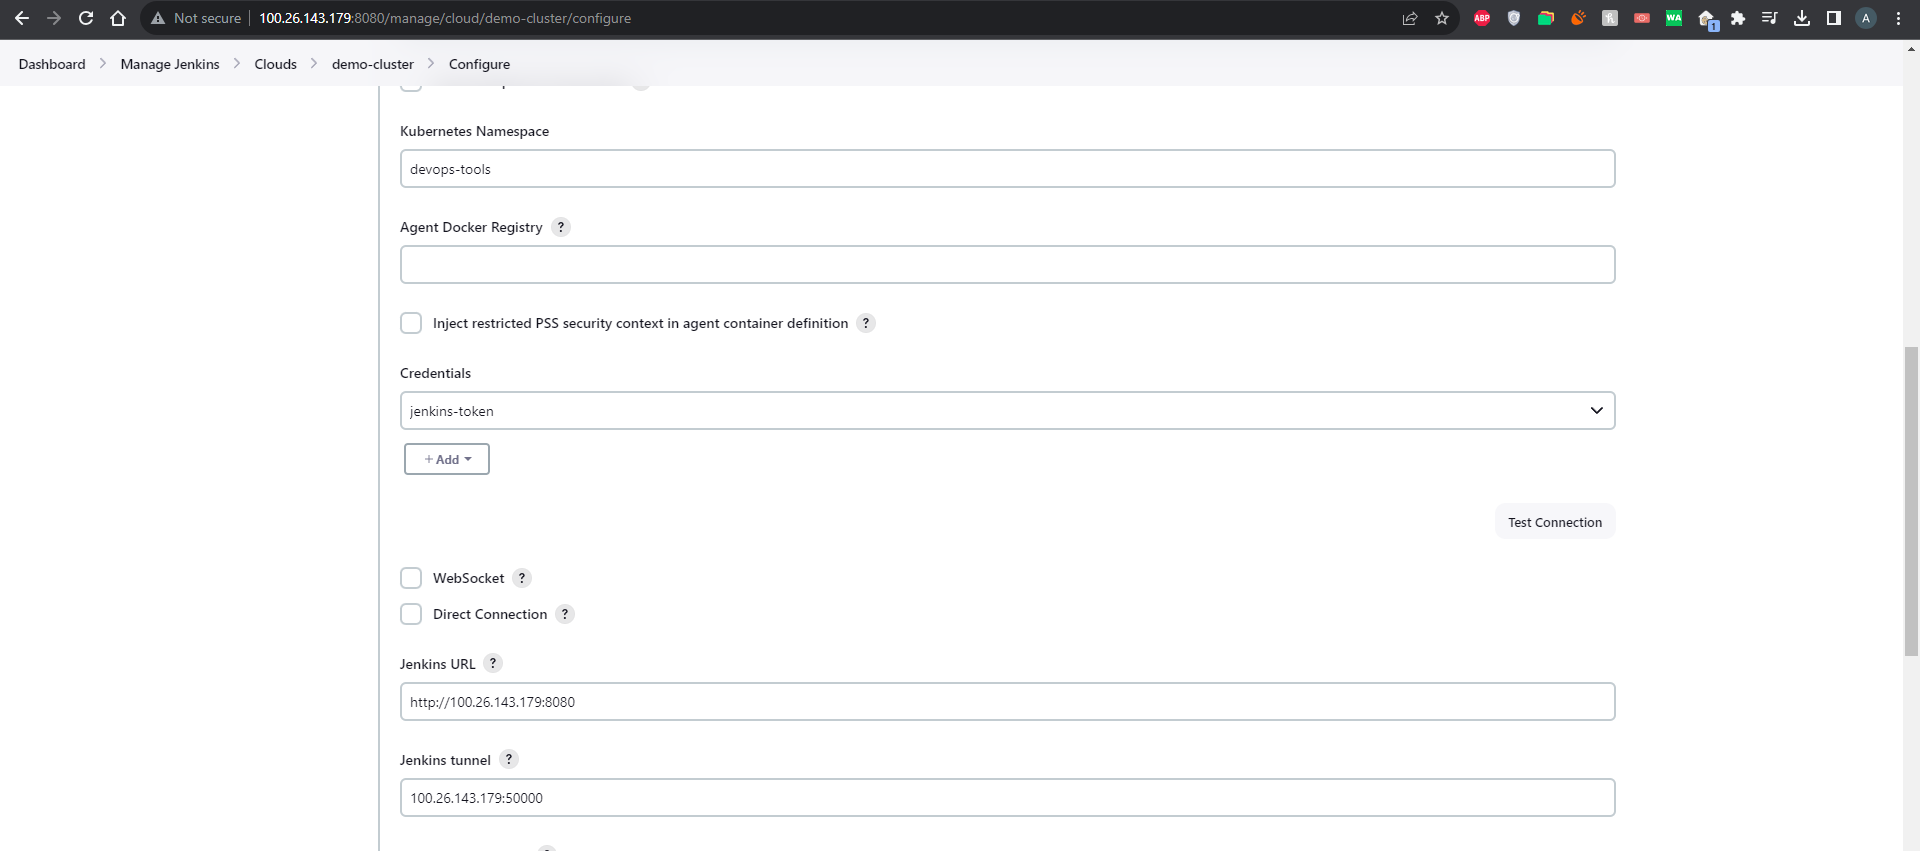 Not secure
100.26.143.179:8080/manage/cloud/demo-cluster/configure
ABP
WA
1
A
Dashboard
Manage Jenkins
Clouds
demo-cluster
Configure
Kubernetes Namespace
devops-tools
Agent Docker Registry ?
Inject restricted PSS security context in agent container definition ?
Credentials
jenkins-token
+ Add
Test Connection
WebSocket ?
Direct Connection ?
Jenkins URL ?
http://100.26.143.179:8080
Jenkins tunnel ?
100.26.143.179:50000